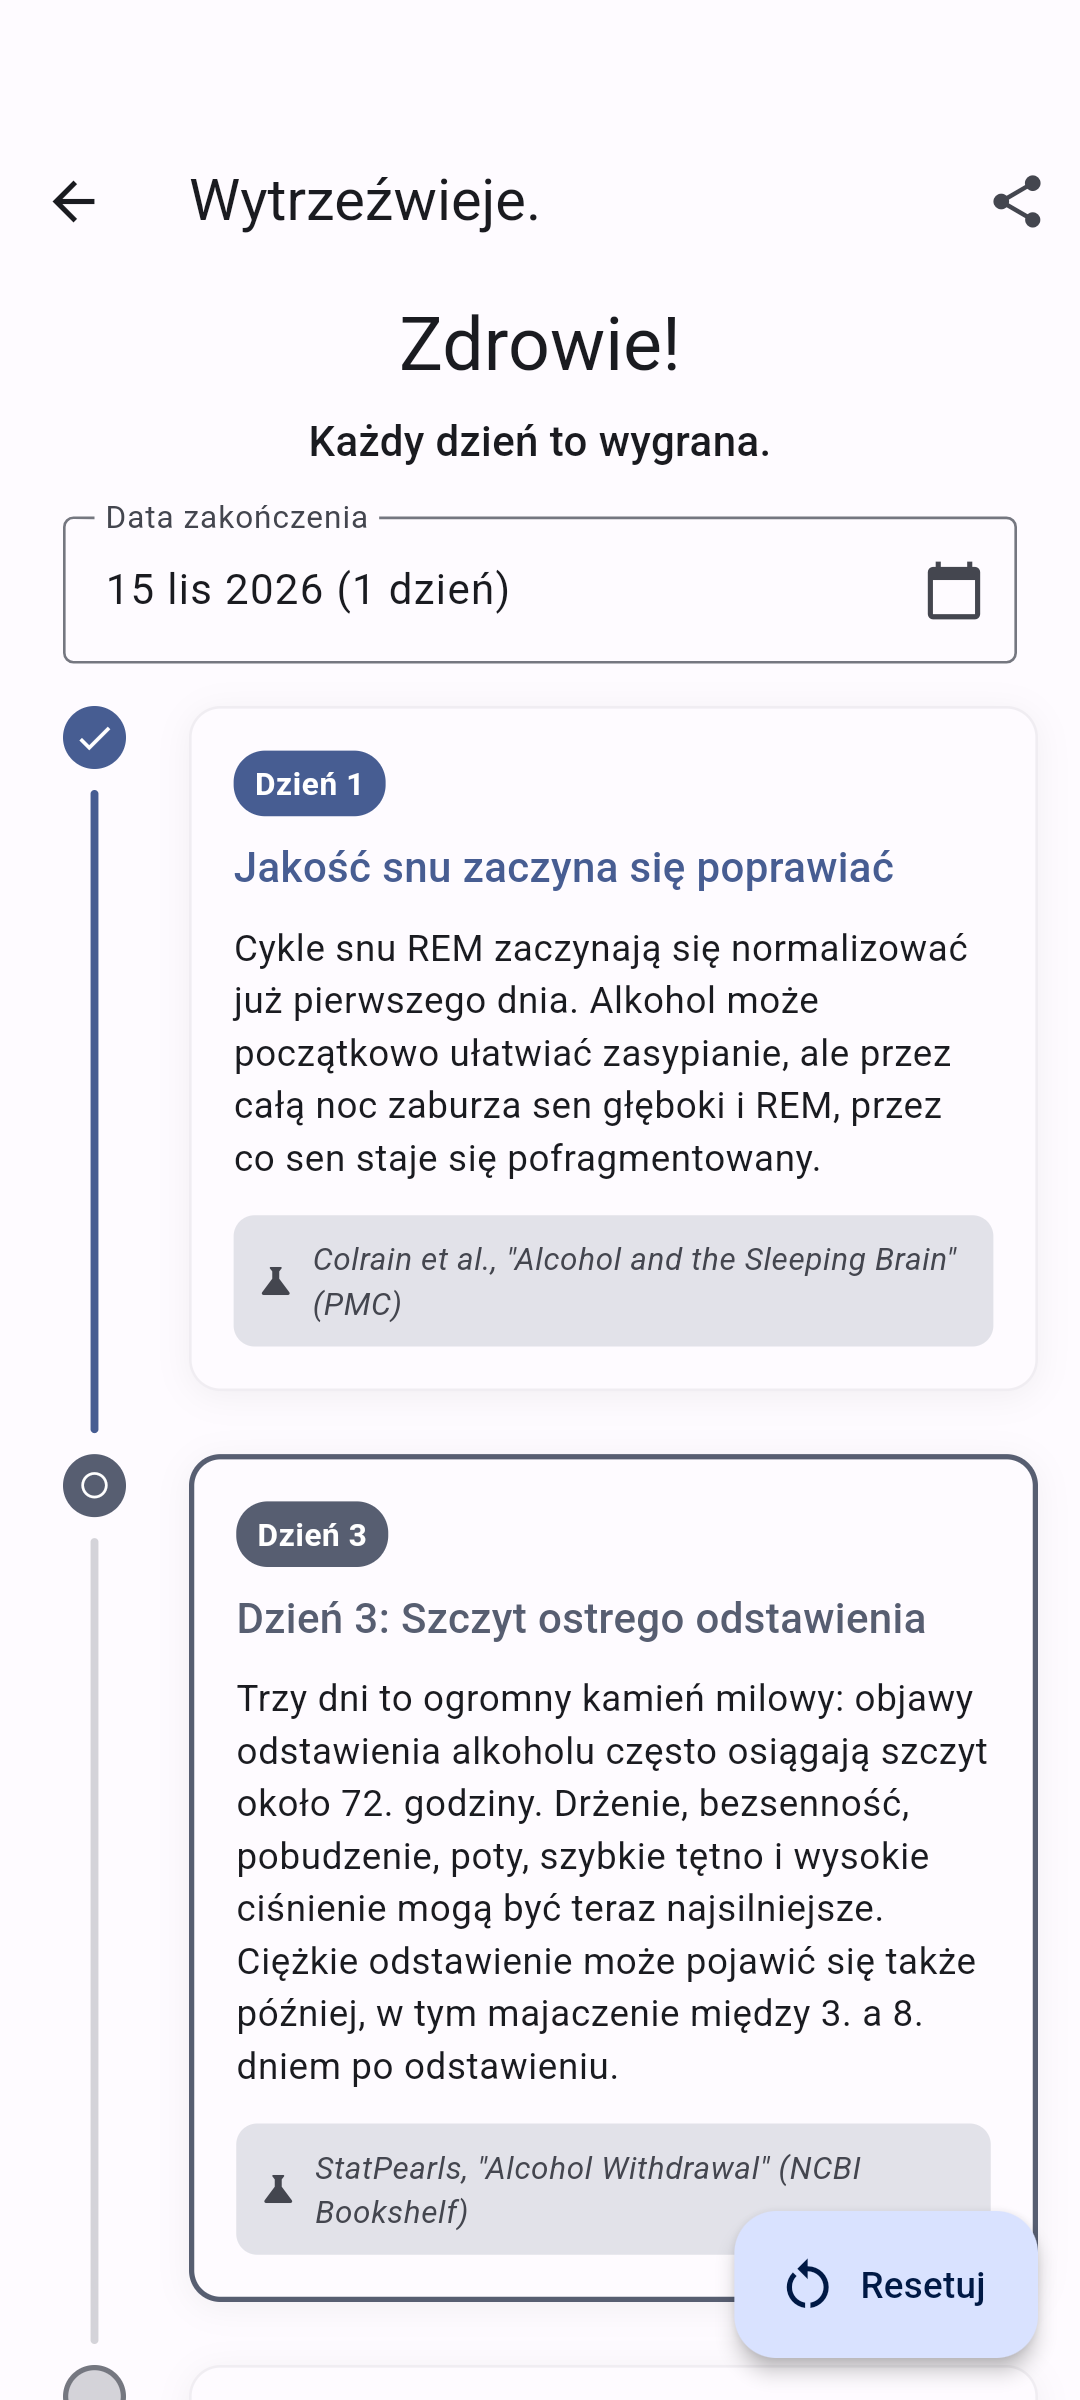 Wytrzeźwieje.
Zdrowie!
Każdy dzień to wygrana.
Data zakończenia
15 lis 2026 (1 dzień)
Dzień 1
Jakość snu zaczyna się poprawiać
Cykle snu REM zaczynają się normalizować
już pierwszego dnia. Alkohol może
początkowo ułatwiać zasypianie, ale przez
całą noc zaburza sen głęboki i REM, przez
co sen staje się pofragmentowany.
Colrain et al., "Alcohol and the Sleeping Brain"
(PMC)
Dzień 3
Dzień 3: Szczyt ostrego odstawienia
Trzy dni to ogromny kamień milowy: objawy
odstawienia alkoholu często osiągają szczyt
około 72. godziny. Drżenie, bezsenność,
pobudzenie, poty, szybkie tętno i wysokie
ciśnienie mogą być teraz najsilniejsze.
Ciężkie odstawienie może pojawić się także
później, w tym majaczenie między 3. a 8.
dniem po odstawieniu.
StatPearls, "Alcohol Withdrawal" (NCBI
Bookshelf)
Resetuj